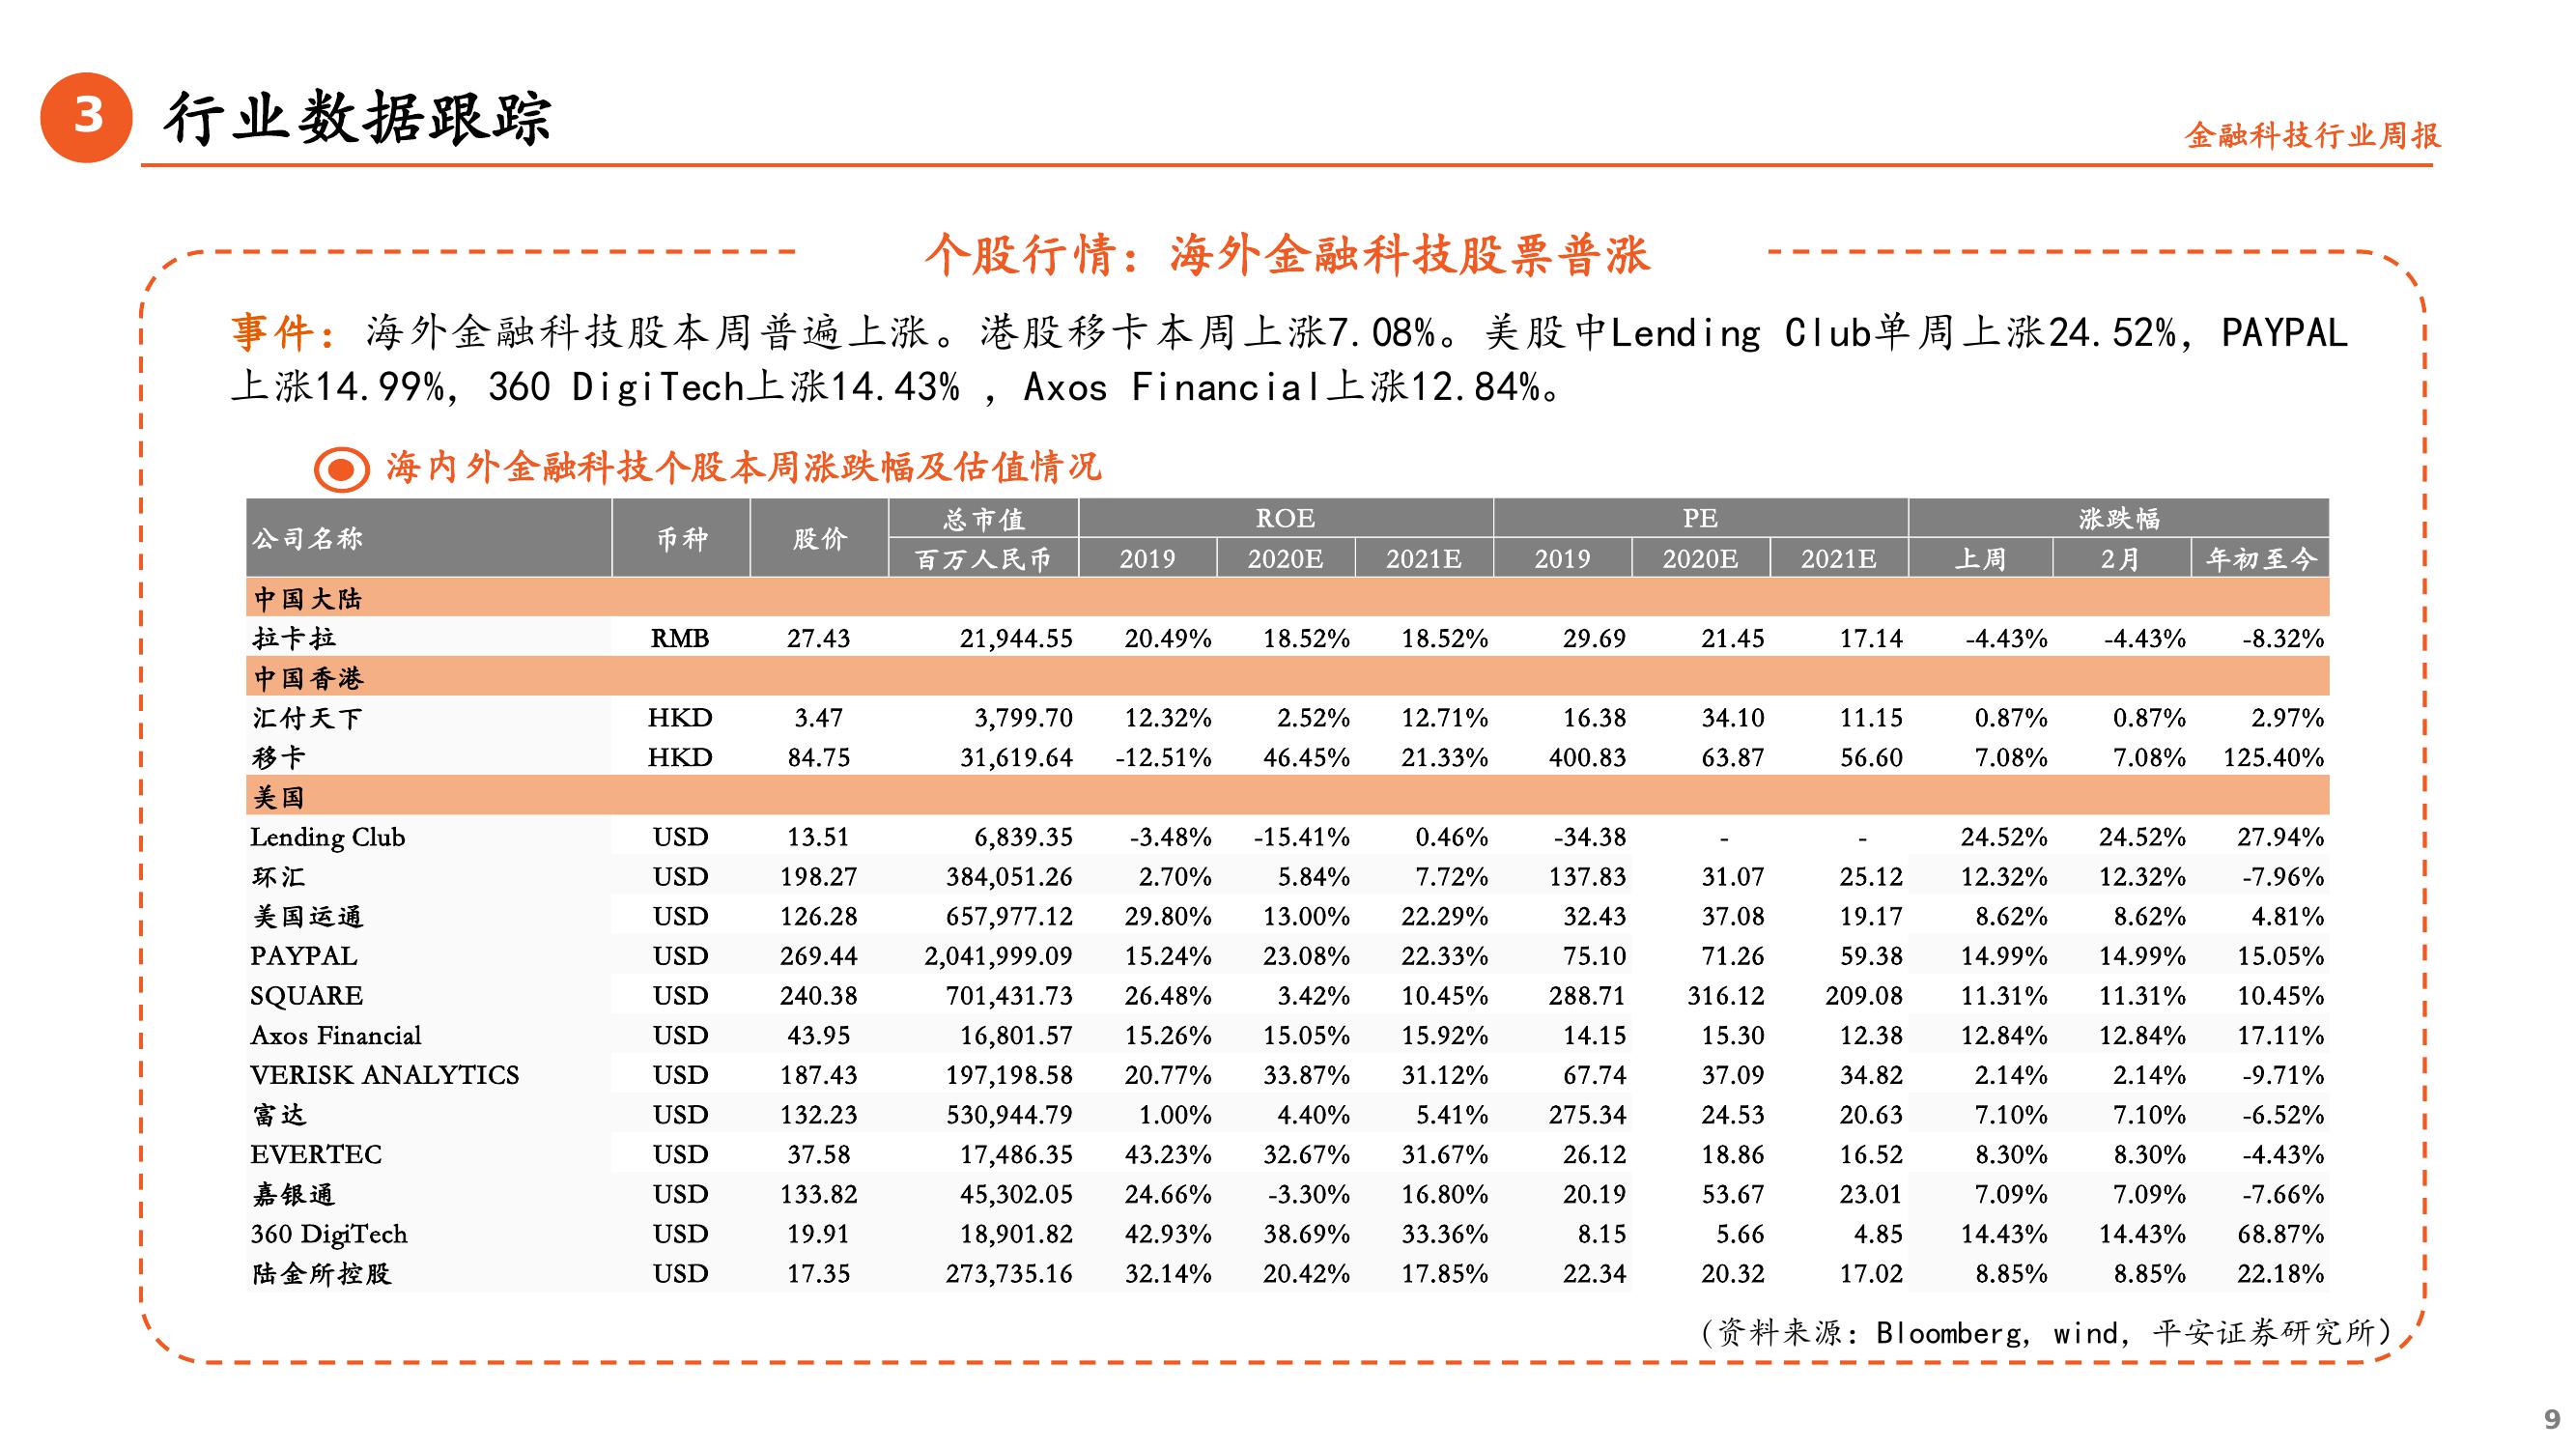 3 行业数据跟踪
金融科技行业周报
个股行情：海外金融科技股票普涨
事件：海外金融科技股本周普遍上涨。港股移卡本周上涨7.08%。美股中Lending Club单周上涨24.52%，PAYPAL
上涨14.99%，360 DigiTech上涨14.43% ，Axos Financial上涨12.84%。
海内外金融科技个股本周涨跌幅及估值情况
公司名称 币种 股价 总市值 ROE PE 涨跌幅
百万人民币 2019 2020E 2021E 2019 2020E 2021E 上周 2月 年初至今
中国大陆
拉卡拉 RMB 27.43 21,944.55 20.49% 18.52% 18.52% 29.69 21.45 17.14 -4.43% -4.43% -8.32%
中国香港
汇付天下 HKD 3.47 3,799.70 12.32% 2.52% 12.71% 16.38 34.10 11.15 0.87% 0.87% 2.97%
移卡 HKD 84.75 31,619.64 -12.51% 46.45% 21.33% 400.83 63.87 56.60 7.08% 7.08% 125.40%
美国
Lending Club USD 13.51 6,839.35 -3.48% -15.41% 0.46% -34.38 - - 24.52% 24.52% 27.94%
环汇 USD 198.27 384,051.26 2.70% 5.84% 7.72% 137.83 31.07 25.12 12.32% 12.32% -7.96%
美国运通 USD 126.28 657,977.12 29.80% 13.00% 22.29% 32.43 37.08 19.17 8.62% 8.62% 4.81%
PAYPAL USD 269.44 2,041,999.09 15.24% 23.08% 22.33% 75.10 71.26 59.38 14.99% 14.99% 15.05%
SQUARE USD 240.38 701,431.73 26.48% 3.42% 10.45% 288.71 316.12 209.08 11.31% 11.31% 10.45%
Axos Financial USD 43.95 16,801.57 15.26% 15.05% 15.92% 14.15 15.30 12.38 12.84% 12.84% 17.11%
VERISK ANALYTICS USD 187.43 197,198.58 20.77% 33.87% 31.12% 67.74 37.09 34.82 2.14% 2.14% -9.71%
富达 USD 132.23 530,944.79 1.00% 4.40% 5.41% 275.34 24.53 20.63 7.10% 7.10% -6.52%
EVERTEC USD 37.58 17,486.35 43.23% 32.67% 31.67% 26.12 18.86 16.52 8.30% 8.30% -4.43%
嘉银通 USD 133.82 45,302.05 24.66% -3.30% 16.80% 20.19 53.67 23.01 7.09% 7.09% -7.66%
360 DigiTech USD 19.91 18,901.82 42.93% 38.69% 33.36% 8.15 5.66 4.85 14.43% 14.43% 68.87%
陆金所控股 USD 17.35 273,735.16 32.14% 20.42% 17.85% 22.34 20.32 17.02 8.85% 8.85% 22.18%
（资料来源：Bloomberg, wind, 平安证券研究所）
9